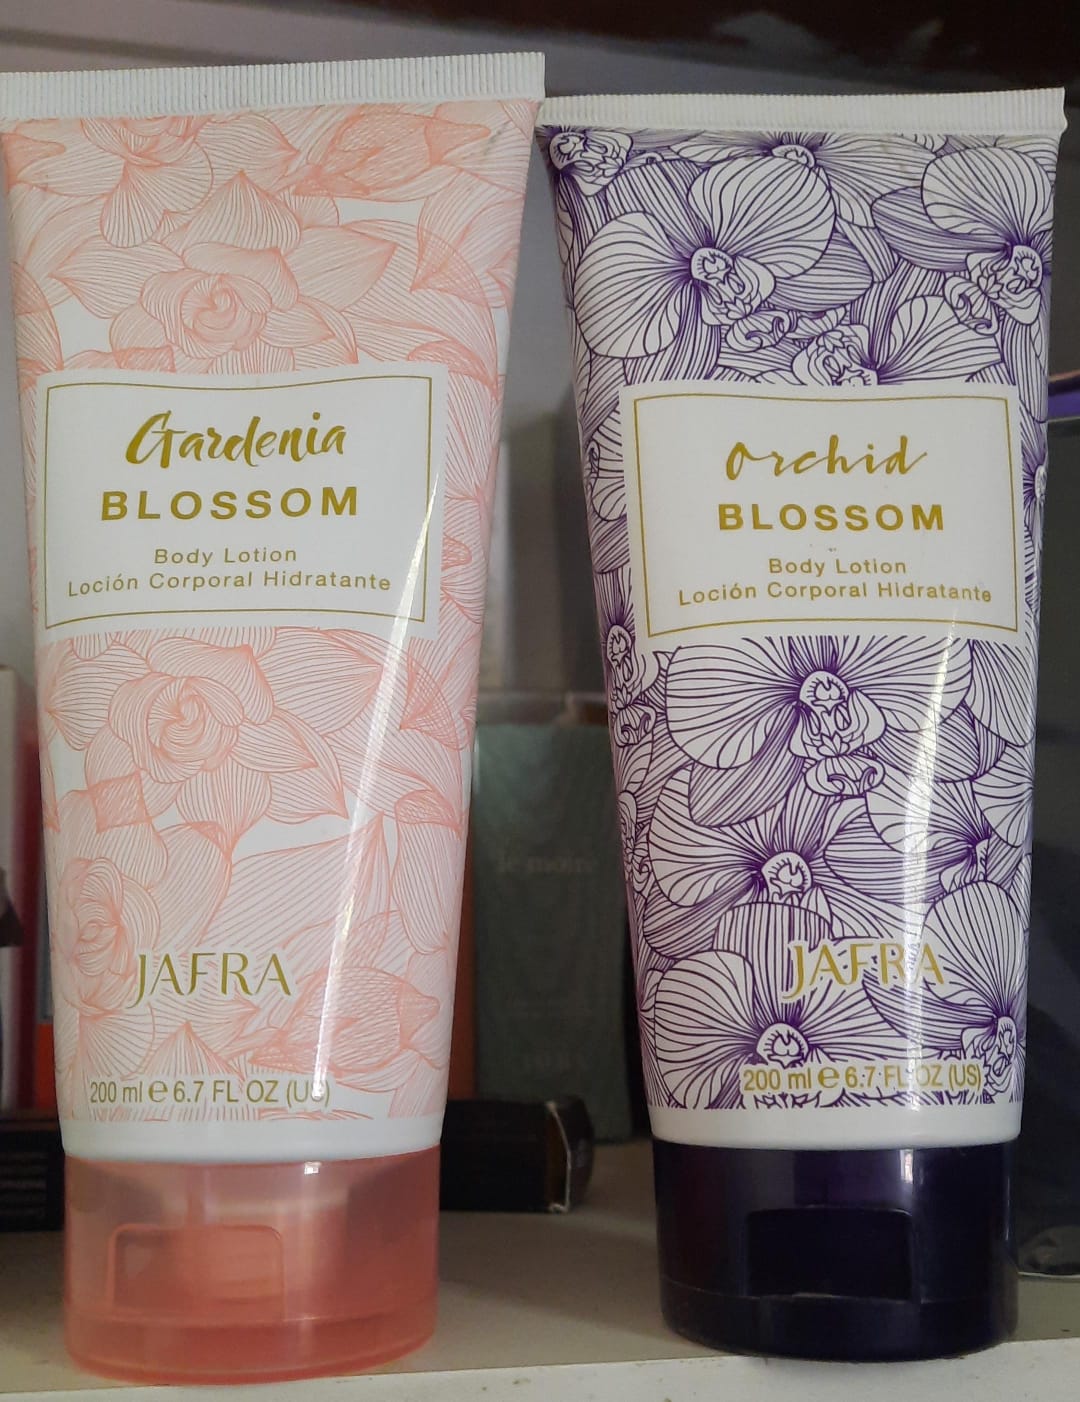 Gardenia
BLOSSOM
Body Lotion
Loción Corporal Hidratante
JAFRA
200 ml e 6.7 FL OZ (US)
Orchid
BLOSSOM
Body Lotion
Loción Corporal Hidratante
JAFRA
200 ml e 6.7 FL OZ (US)